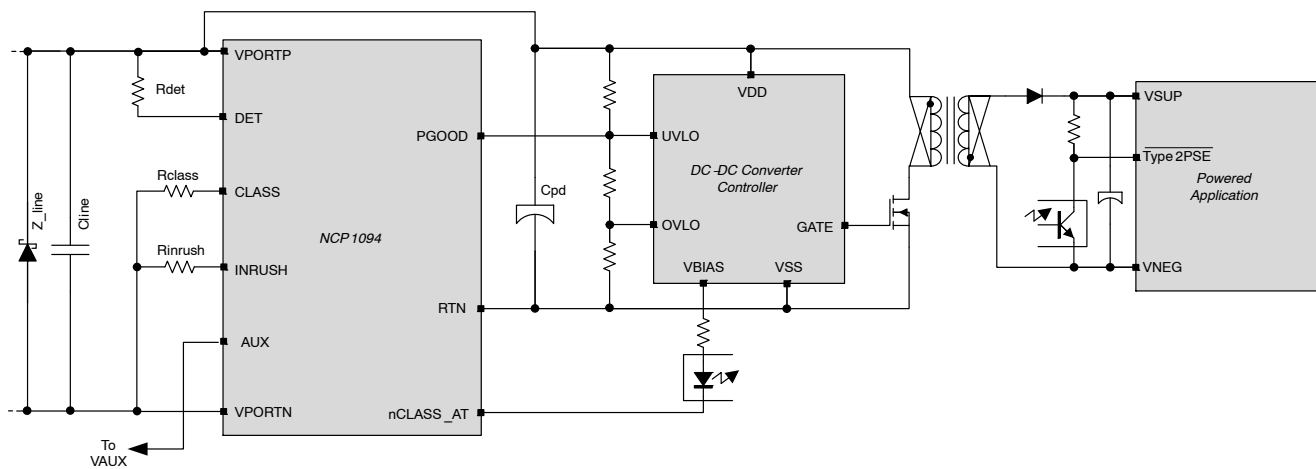 VPORTP
Rdet
DET
VDD
VSUP
PGOOD
UVLO
Type 2PSE
DC -DC Converter
Controller
Powered
Application
Rclass
CLASS
Cpd
Z_line
Cline
NCP1094
OVLO
GATE
Rinrush
INRUSH
VBIAS
VSS
VNEG
RTN
AUX
VPORTN
nCLASS_AT
To
VAUX